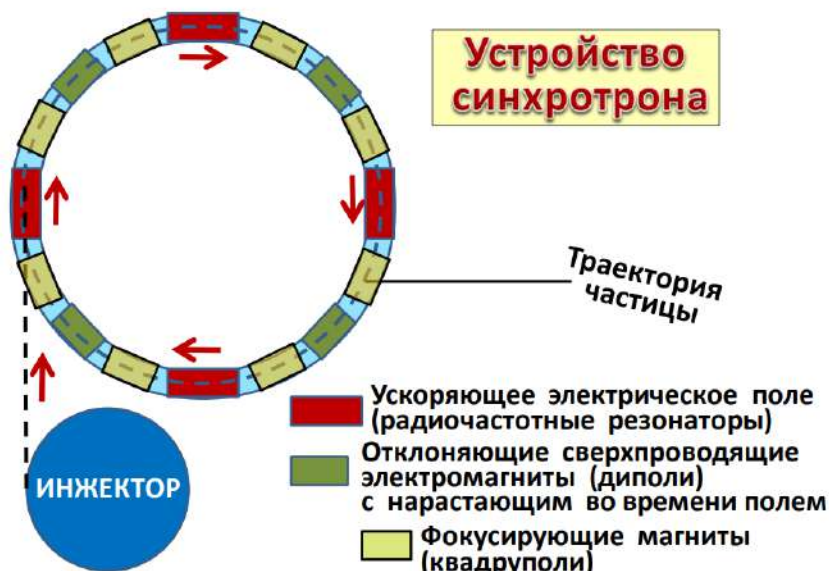 Устройство
синхротрона
Траектория
частицы
ИНЖЕКТОР
Ускоряющее электрическое поле
(радиочастотные резонаторы)
Отклоняющие сверхпроводящие
электромагниты (диполи)
с нарастающим во времени полем
Фокусирующие магниты
(квадруполи)